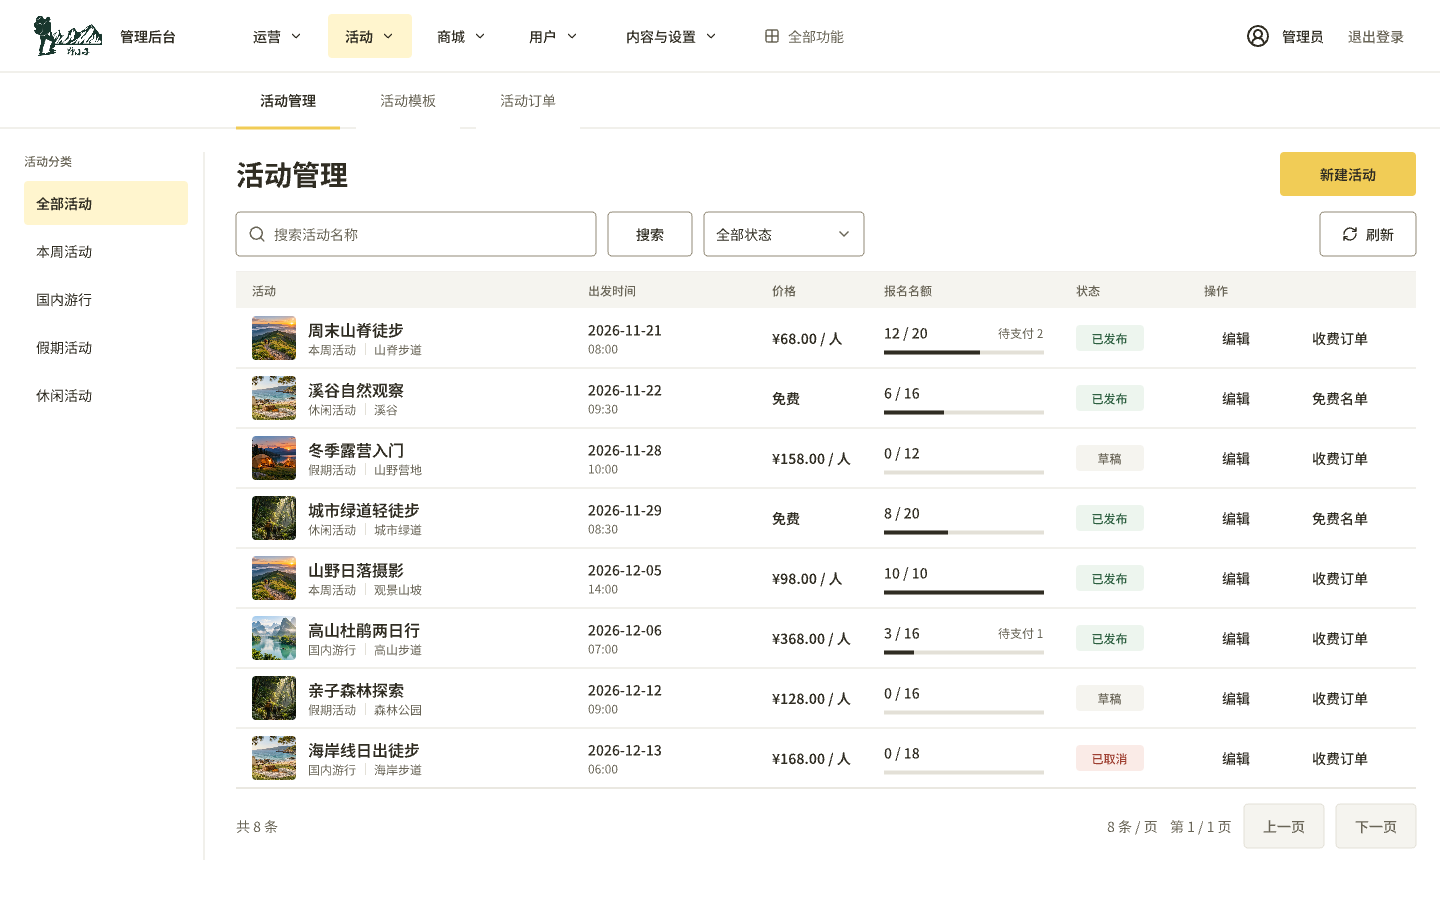 管理后台
运营
活动
商城
用户
内容与设置
全部功能
管理员
退出登录
活动管理
活动模板
活动订单
活动分类
全部活动
本周活动
国内游行
假期活动
休闲活动
活动管理
新建活动
搜索活动名称
搜索
全部状态
刷新
活动 出发时间 价格 报名名额 状态 操作
周末山脊徒步
本周活动 山脊步道
2026-11-21
08:00
¥68.00 / 人
12 / 20 待支付 2
已发布
编辑 收费订单
溪谷自然观察
休闲活动 溪谷
2026-11-22
09:30
免费
6 / 16
已发布
编辑 免费名单
冬季露营入门
假期活动 山野营地
2026-11-28
10:00
¥158.00 / 人
0 / 12
草稿
编辑 收费订单
城市绿道轻徒步
休闲活动 城市绿道
2026-11-29
08:30
免费
8 / 20
已发布
编辑 免费名单
山野日落摄影
本周活动 观景山坡
2026-12-05
14:00
¥98.00 / 人
10 / 10
已发布
编辑 收费订单
高山杜鹃两日行
国内游行 高山步道
2026-12-06
07:00
¥368.00 / 人
3 / 16 待支付 1
已发布
编辑 收费订单
亲子森林探索
假期活动 森林公园
2026-12-12
09:00
¥128.00 / 人
0 / 16
草稿
编辑 收费订单
海岸线日出徒步
国内游行 海岸步道
2026-12-13
06:00
¥168.00 / 人
0 / 18
已取消
编辑 收费订单
共 8 条
8 条 / 页 第 1 / 1 页
上一页
下一页